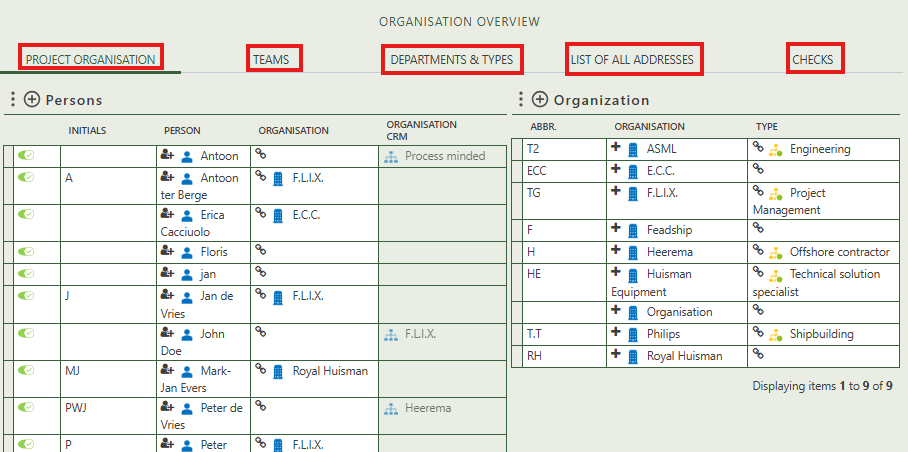 ORGANISATION OVERVIEW
PROJECT ORGANISATION TEAMS DEPARTMENTS & TYPES LIST OF ALL ADDRESSES CHECKS
Persons
INITIALS PERSON ORGANISATION ORGANISATION
CRM
Antoon Process minded
A Antoon F.L.I.X.
ter Berge
Erica E.C.C.
Cacciuolo
Floris
jan
J Jan de F.L.I.X.
Vries
John F.L.I.X.
Doe
MJ Mark- Royal Huisman
Jan Evers
PWJ Peter de Heerema
Vries
P Peter F.L.I.X.
Organization
ABBR. ORGANISATION TYPE
T2 ASML Engineering
ECC E.C.C.
TG F.L.I.X. Project
Management
F Feadship
H Heerema Offshore contractor
HE Huisman Technical solution
Equipment specialist
Organisation
T.T Philips Shipbuilding
RH Royal Huisman
Displaying items 1 to 9 of 9